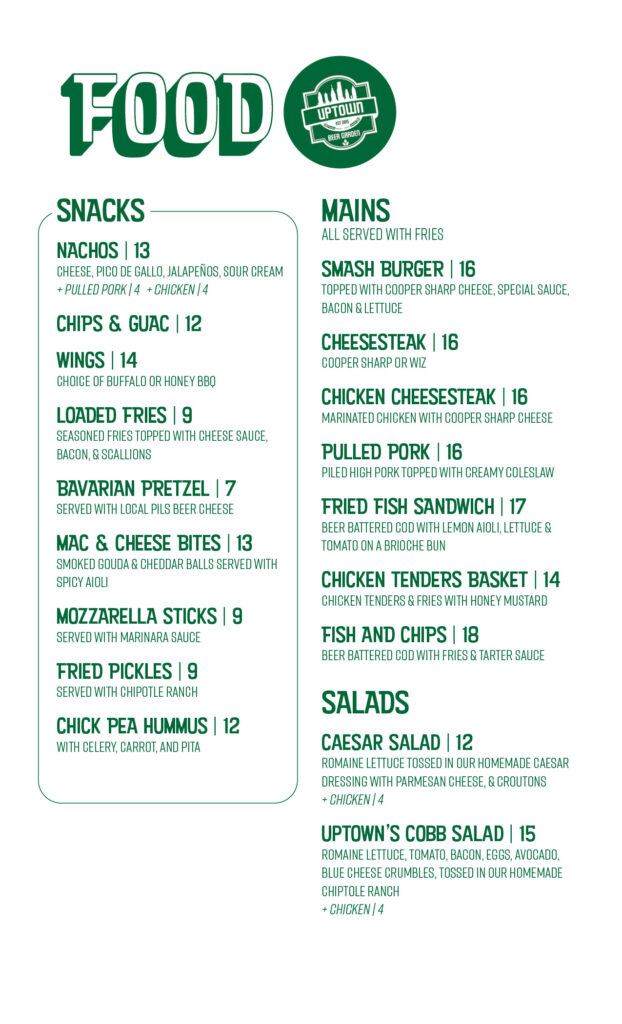 FOOD
UPTOWN
EST 2015
BEER GARDEN
SNACKS
NACHOS | 13
CHEESE, PICO DE GALLO, JALAPEÑOS, SOUR CREAM
+ PULLED PORK | 4 + CHICKEN | 4
CHIPS & GUAC | 12
WINGS | 14
CHOICE OF BUFFALO OR HONEY BBQ
LOADED FRIES | 9
SEASONED FRIES TOPPED WITH CHEESE SAUCE,
BACON, & SCALLIONS
BAVARIAN PRETZEL | 7
SERVED WITH LOCAL PILS BEER CHEESE
MAC & CHEESE BITES | 13
SMOKED GOUDA & CHEDDAR BALLS SERVED WITH
SPICY AIOLI
MOZZARELLA STICKS | 9
SERVED WITH MARINARA SAUCE
FRIED PICKLES | 9
SERVED WITH CHIPOTLE RANCH
CHICK PEA HUMMUS | 12
WITH CELERY, CARROT, AND PITA
MAINS
ALL SERVED WITH FRIES
SMASH BURGER | 16
TOPPED WITH COOPER SHARP CHEESE, SPECIAL SAUCE,
BACON & LETTUCE
CHEESESTEAK | 16
COOPER SHARP OR WIZ
CHICKEN CHEESESTEAK | 16
MARINATED CHICKEN WITH COOPER SHARP CHEESE
PULLED PORK | 16
PILED HIGH PORK TOPPED WITH CREAMY COLESLAW
FRIED FISH SANDWICH | 17
BEER BATTERED COD WITH LEMON AIOLI, LETTUCE &
TOMATO ON A BRIOCHE BUN
CHICKEN TENDERS BASKET | 14
CHICKEN TENDERS & FRIES WITH HONEY MUSTARD
FISH AND CHIPS | 18
BEER BATTERED COD WITH FRIES & TARTER SAUCE
SALADS
CAESAR SALAD | 12
ROMAINE LETTUCE TOSSED IN OUR HOMEMADE CAESAR
DRESSING WITH PARMESAN CHEESE, & CROUTONS
+ CHICKEN | 4
UPTOWN'S COBB SALAD | 15
ROMAINE LETTUCE, TOMATO, BACON, EGGS, AVOCADO,
BLUE CHEESE CRUMBLES, TOSSED IN OUR HOMEMADE
CHIPTOLE RANCH
+ CHICKEN | 4